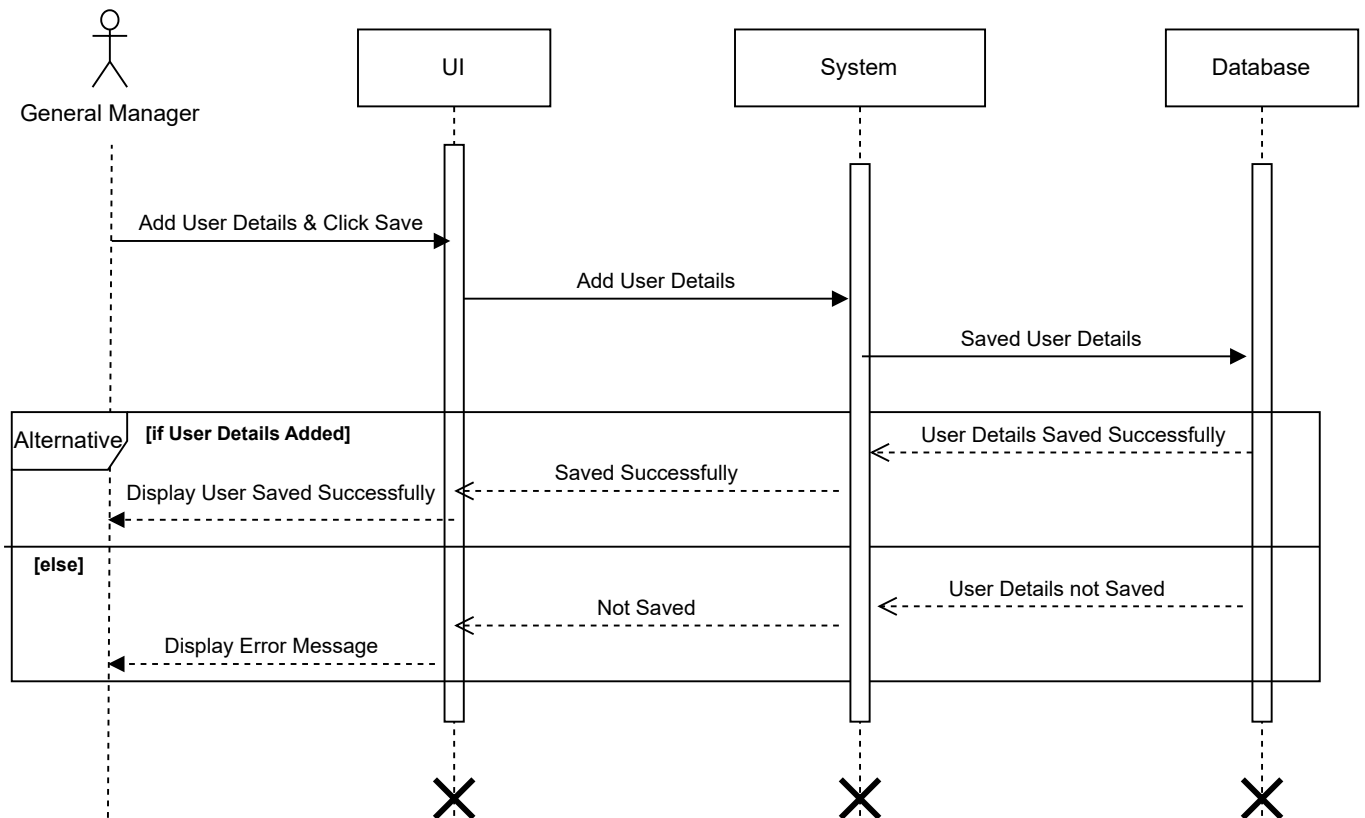 General Manager
UI
System
Database
Add User Details & Click Save
Add User Details
Saved User Details
Alternative
[if User Details Added]
User Details Saved Successfully
Saved Successfully
Display User Saved Successfully
[else]
User Details not Saved
Not Saved
Display Error Message